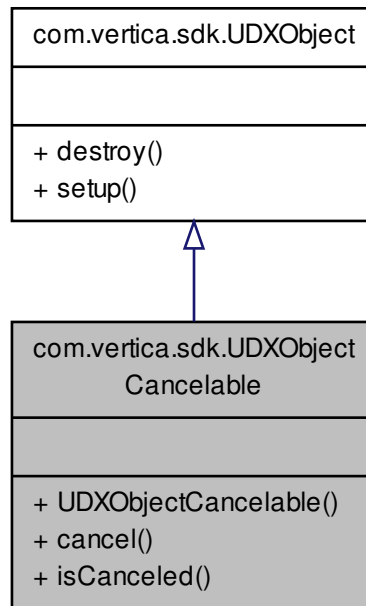 com.vertica.sdk.UDXObject
+ destroy()
+ setup()
com.vertica.sdk.UDXObject
Cancelable
+ UDXObjectCancelable()
+ cancel()
+ isCanceled()